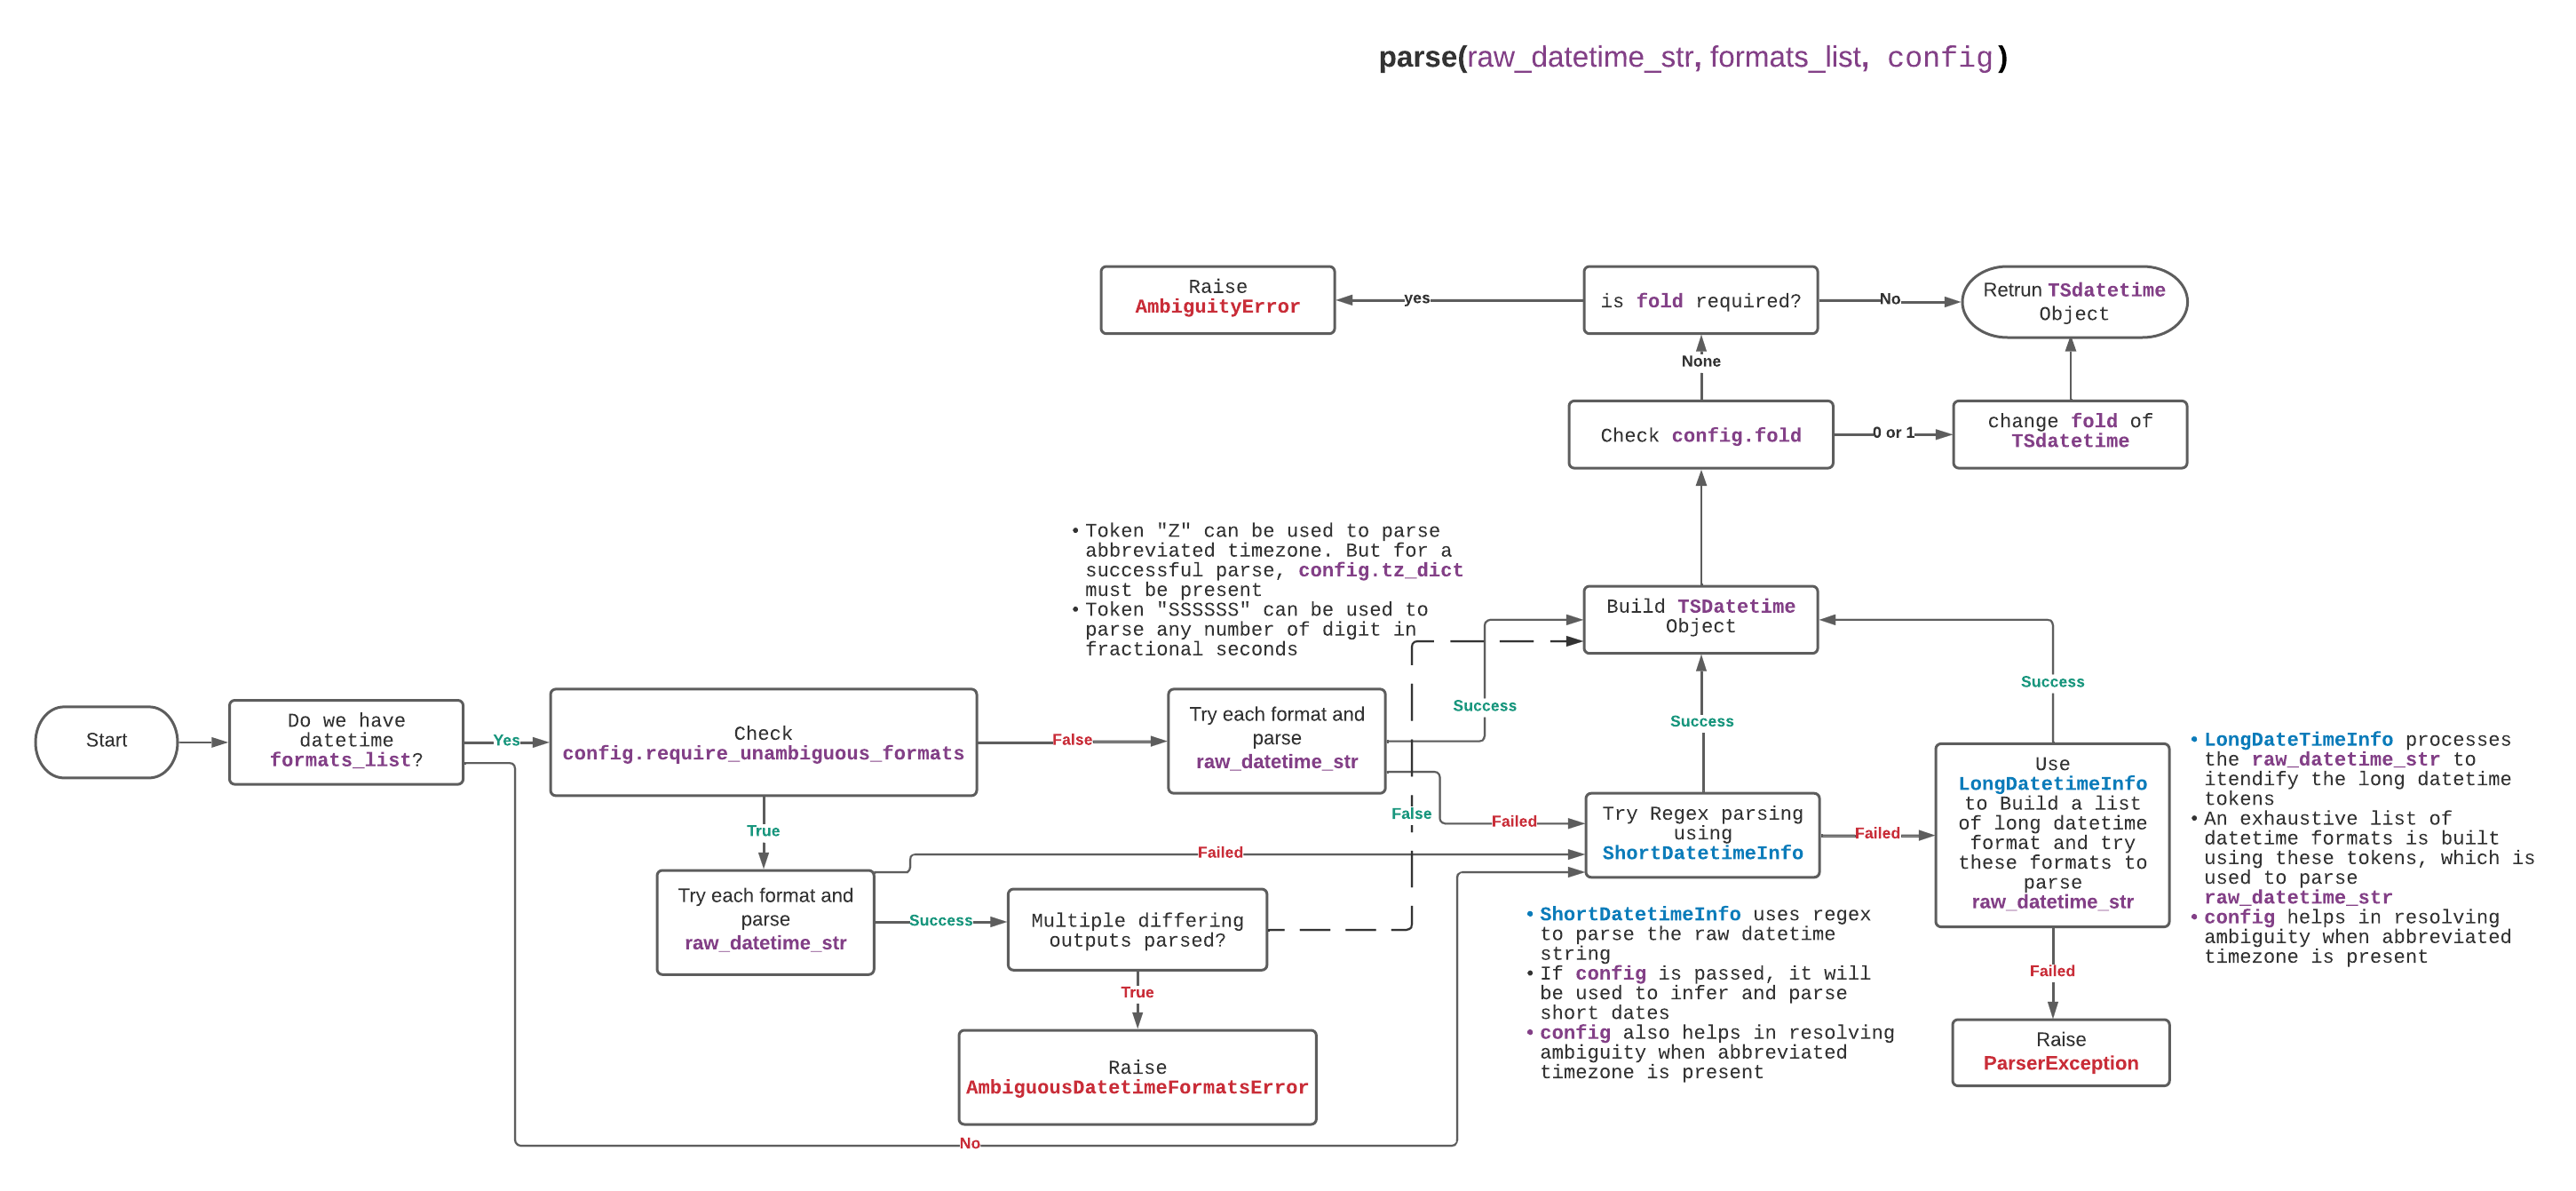 parse(raw_datetime_str, formats_list, config)
Raise
AmbiguityError
yes
is fold required?
No
Retrun TSdatetime
Object
None
Check config.fold
0 or 1
change fold of
TSdatetime
• Token "Z" can be used to parse
abbreviated timezone. But for a
successful parse, config.tz_dict
must be present
• Token "SSSSSS" can be used to
parse any number of digit in
fractional seconds
Build TSDatetime
Object
Start
Do we have
datetime
formats_list?
Yes
Check
config.require_unambiguous_formats
False
Try each format and
parse
raw_datetime_str
Success
Success
Success
False
Failed
Try Regex parsing
using
ShortDatetimeInfo
Failed
Use
LongDatetimeInfo
to Build a list
of long datetime
format and try
these formats to
parse
raw_datetime_str
• LongDateTimeInfo processes
the raw_datetime_str to
itendify the long datetime
tokens
• An exhaustive list of
datetime formats is built
using these tokens, which is
used to parse
raw_datetime_str
• config helps in resolving
ambiguity when abbreviated
timezone is present
True
Failed
Try each format and
parse
raw_datetime_str
Success
Multiple differing
outputs parsed?
• ShortDatetimeInfo uses regex
to parse the raw datetime
string
• If config is passed, it will
be used to infer and parse
short dates
• config also helps in resolving
ambiguity when abbreviated
timezone is present
True
Failed
Raise
AmbiguousDatetimeFormatsError
Raise
ParserException
No